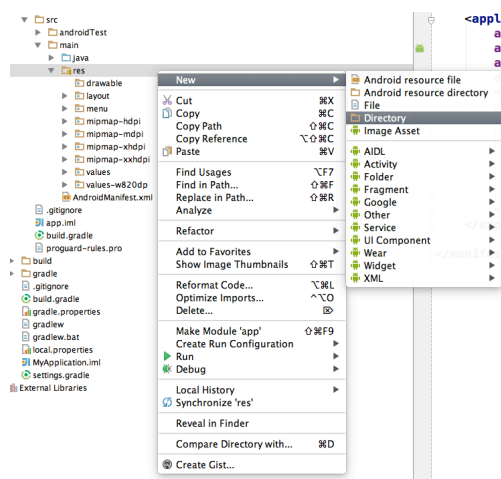 src
androidTest
main
java
res
drawable
layout
menu
mipmap-hdpi
mipmap-mdpi
mipmap-xhdpi
mipmap-xxhdpi
values
values-w820dp
AndroidManifest.xml
.gitignore
app.iml
build.gradle
proguard-rules.pro
build
gradle
.gitignore
build.gradle
gradle.properties
gradlew
gradlew.bat
local.properties
MyApplication.iml
settings.gradle
External Libraries
New
Cut ⌘X
Copy ⌘C
Copy Path ⇧⌘C
Copy Reference ⌥⇧⌘C
Paste ⌘V
Find Usages ⌥F7
Find in Path... ⇧⌘F
Replace in Path... ⇧⌘R
Analyze
Refactor
Add to Favorites
Show Image Thumbnails ⇧⌘T
Reformat Code... ⌥⌘L
Optimize Imports... ^⌥O
Delete... ⌦
Make Module 'app' ⇧⌘F9
Create Run Configuration
Run
Debug
Local History
Synchronize 'res'
Reveal in Finder
Compare Directory with... ⌘D
Create Gist...
Android resource file
Android resource directory
File
Directory
Image Asset
AIDL
Activity
Folder
Fragment
Google
Other
Service
UI Component
Wear
Widget
XML
<appl
a
a
a
</manife